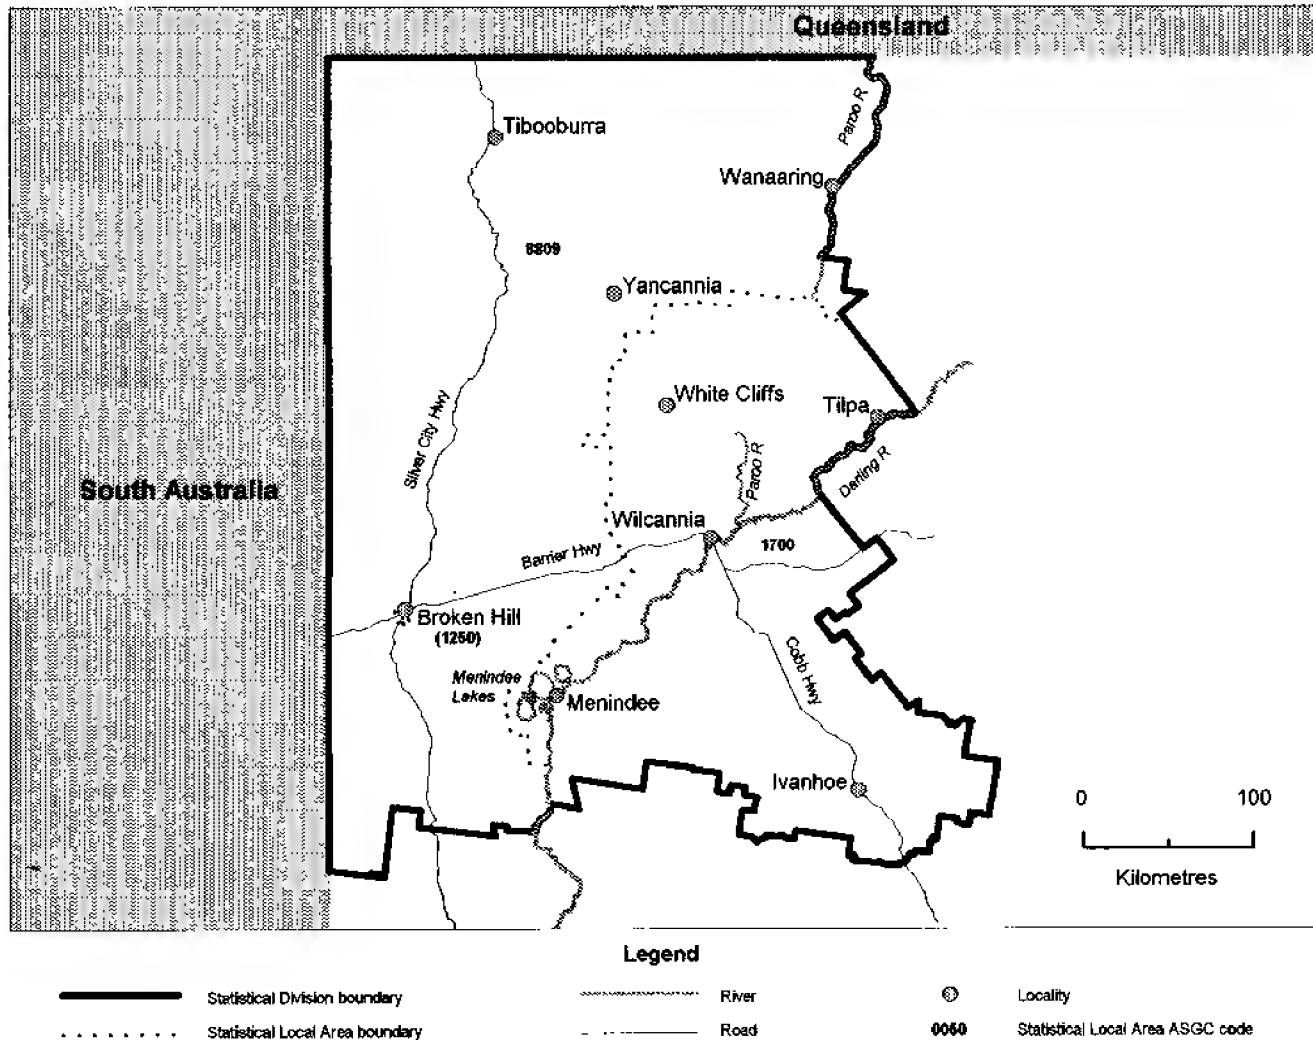 Queensland
Paroo R
Tibooburra
Wanaaring
8809
Yancannia
White Cliffs
Tilpa
Silver City Hwy
Paroo R
Darling R
South Australia
Wilcannia
1700
Barrier Hwy
Broken Hill
(1250)
Cobb Hwy
Menindee
Lakes
Menindee
Ivanhoe
0 100
Kilometres
Legend
Statistical Division boundary
River
Locality
Statistical Local Area boundary
Road
0050 Statistical Local Area ASGC code